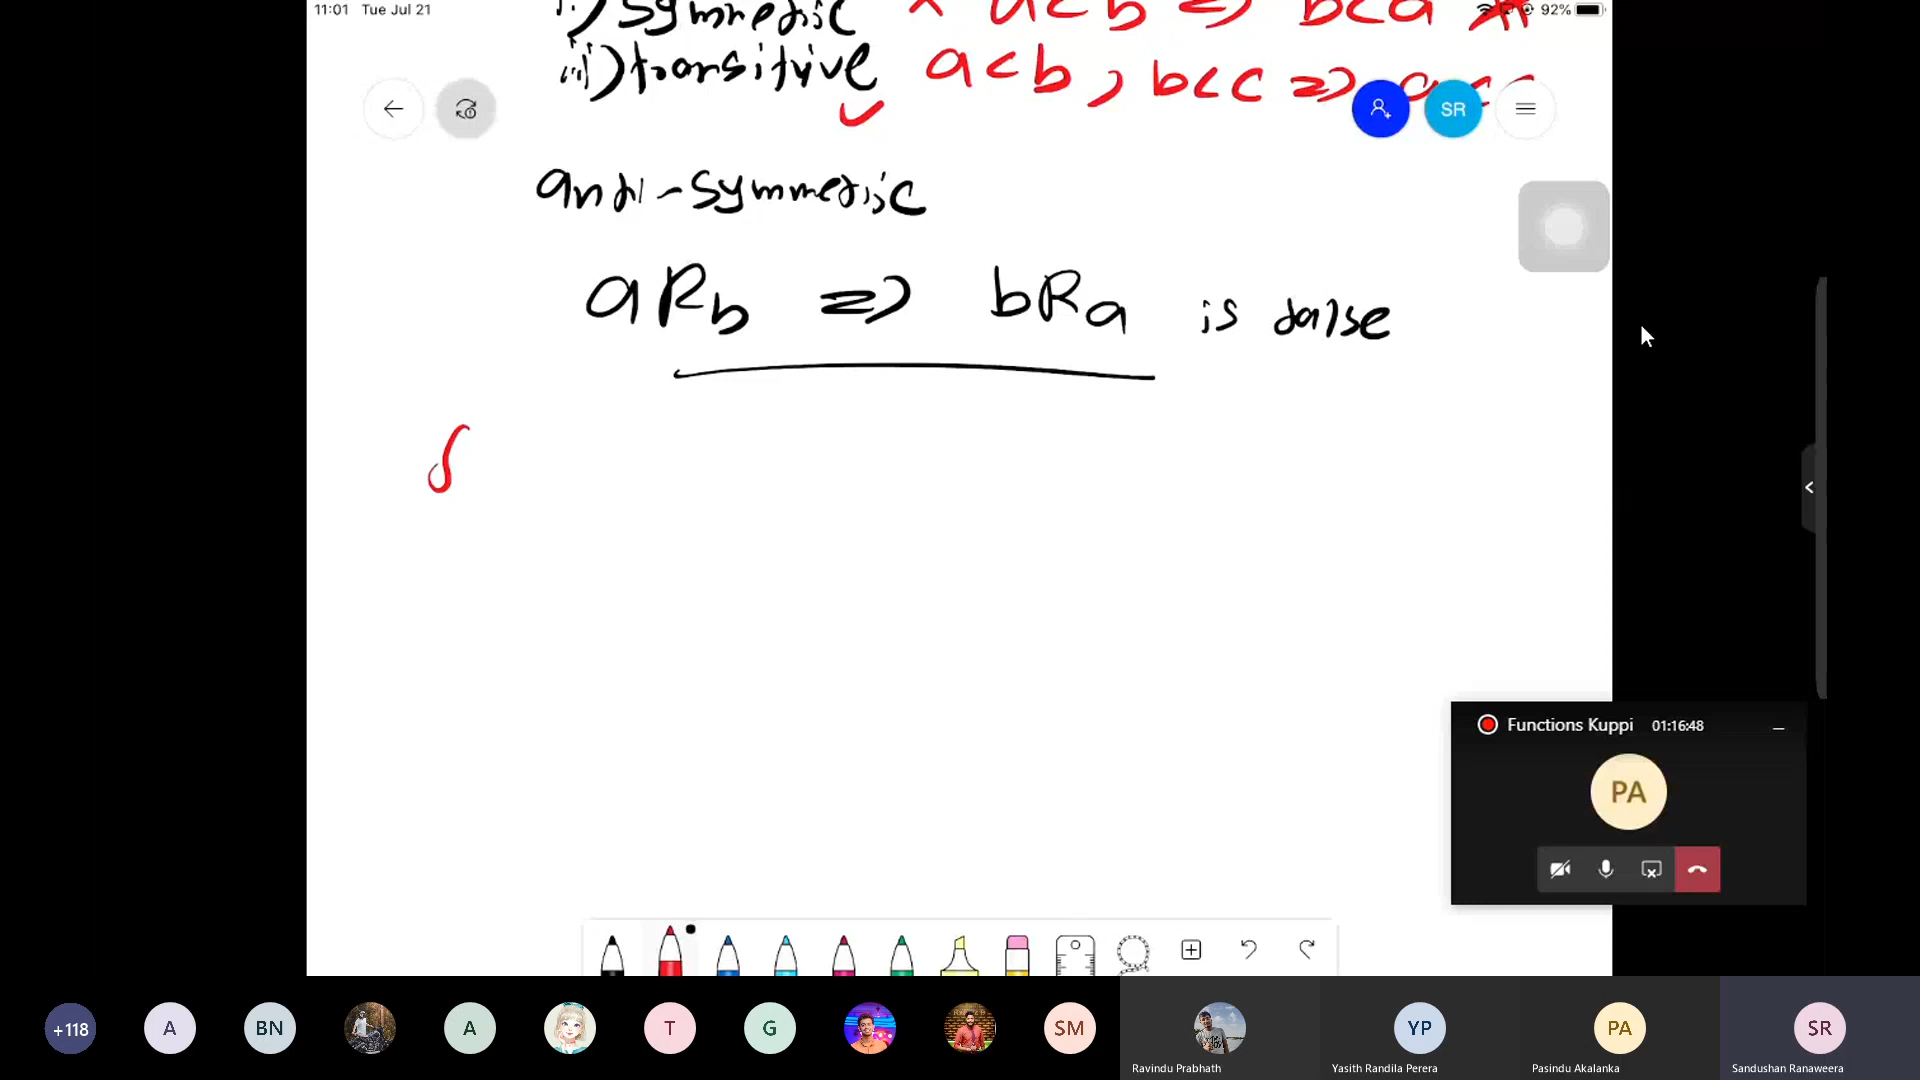 11:01 Tue Jul 21
92%
ii) symmetric × a<b => b<a
iii) transitive a<b , b<c =>
SR
anti-symmetric
aRb => bRa is false
Functions Kuppi 01:16:48
PA
+118 A BN A T G SM YP PA SR
Ravindu Prabhath Yasith Randila Perera Pasindu Akalanka Sandushan Ranaweera